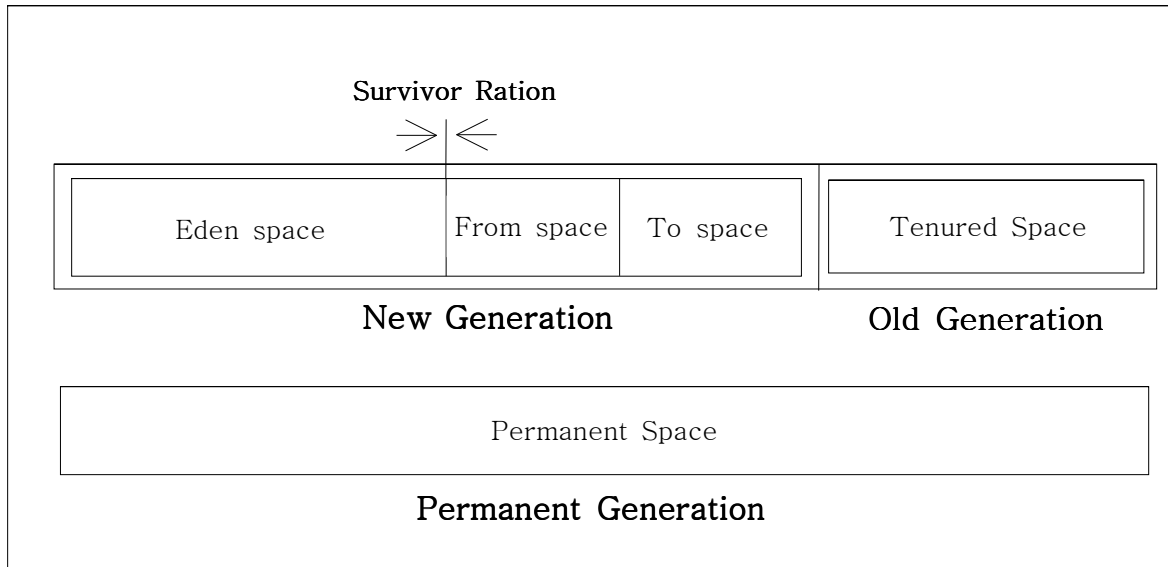 Survivor Ration
Eden space
From space
To space
Tenured Space
New Generation
Old Generation
Permanent Space
Permanent Generation